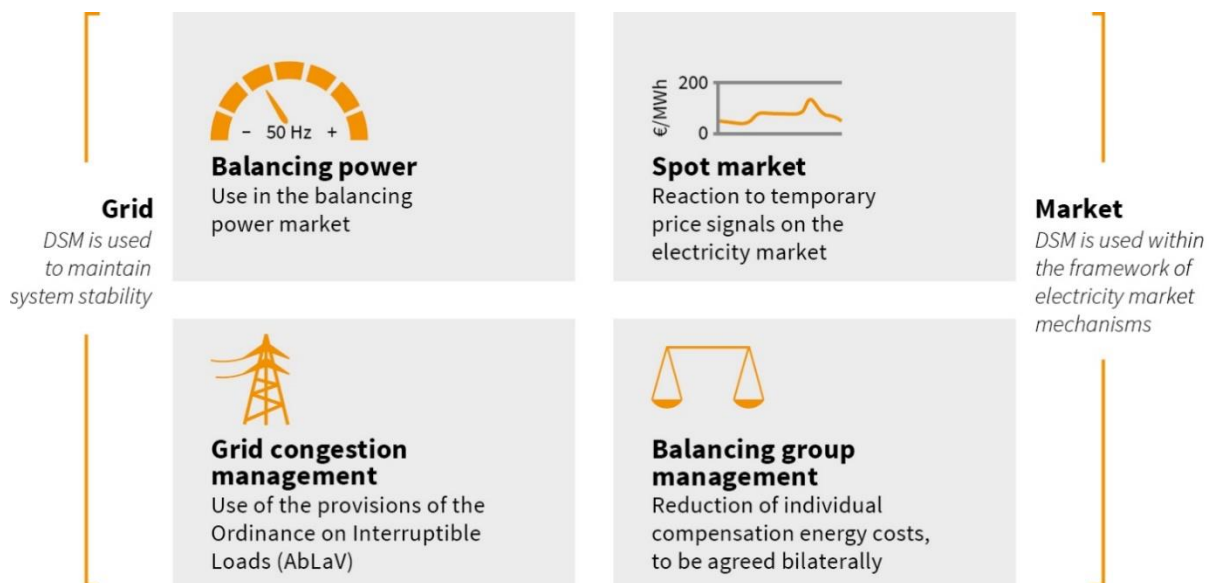 Grid
DSM is used
to maintain
system stability
− 50 Hz +
Balancing power
Use in the balancing
power market
€/MWh
200
0
Spot market
Reaction to temporary
price signals on the
electricity market
Market
DSM is used within
the framework of
electricity market
mechanisms
Grid congestion
management
Use of the provisions of the
Ordinance on Interruptible
Loads (AbLaV)
Balancing group
management
Reduction of individual
compensation energy costs,
to be agreed bilaterally